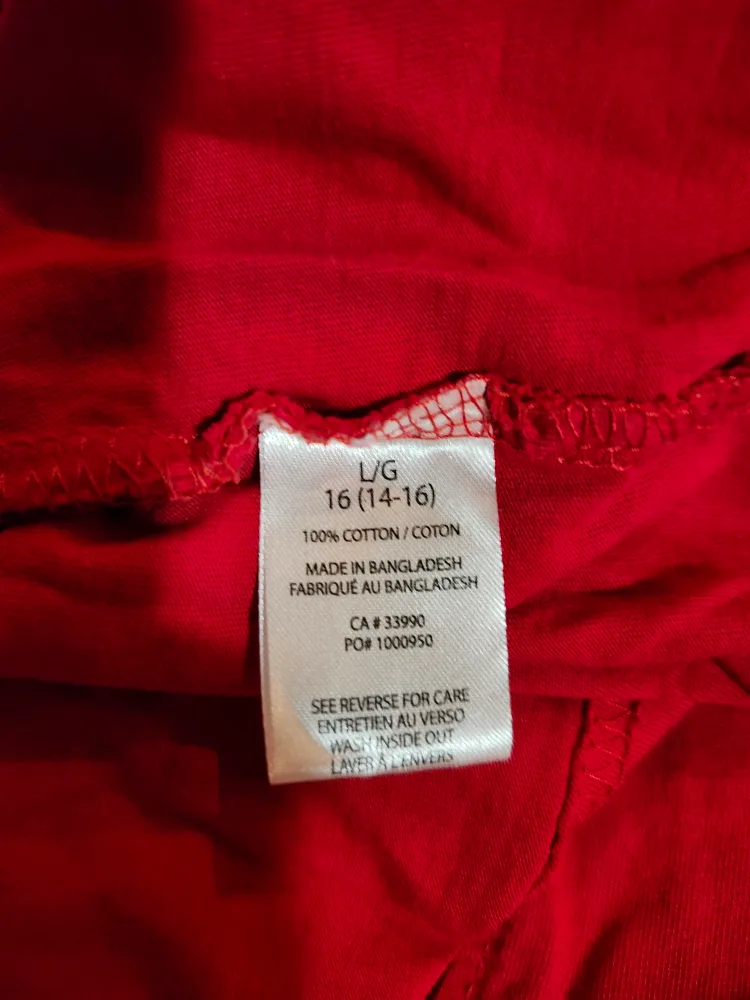 L/G
16 (14-16)
100% COTTON / COTON
MADE IN BANGLADESH
FABRIQUÉ AU BANGLADESH
CA # 33990
PO# 1000950
SEE REVERSE FOR CARE
ENTRETIEN AU VERSO
WASH INSIDE OUT
LAVER À L'ENVERS